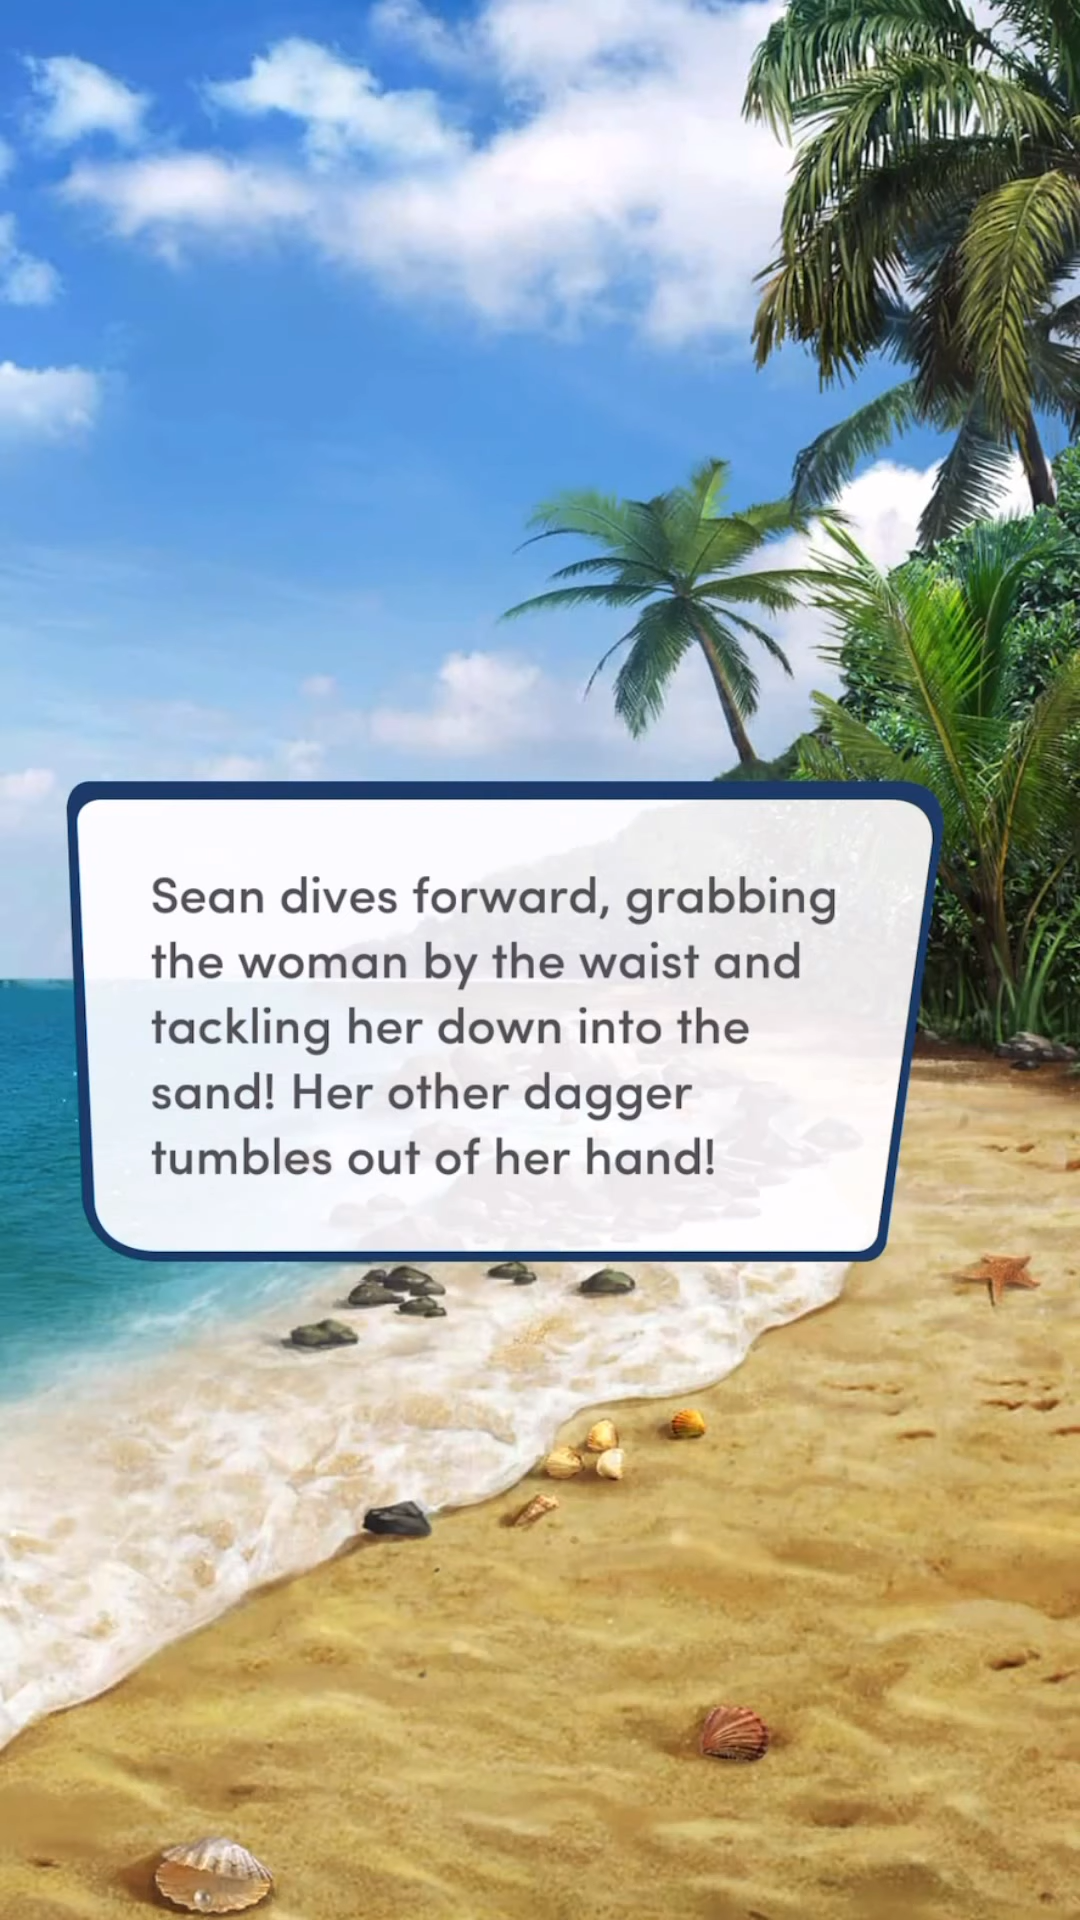 Sean dives forward, grabbing
the woman by the waist and
tackling her down into the
sand! Her other dagger
tumbles out of her hand!